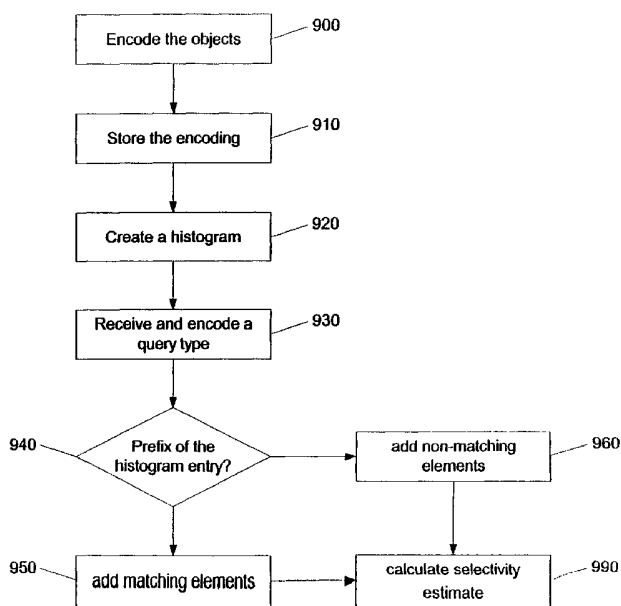 Encode the objects
900
Store the encoding
910
Create a histogram
920
Receive and encode a
query type
930
940
Prefix of the
histogram entry?
add non-matching
elements
960
950
add matching elements
calculate selectivity
estimate
990